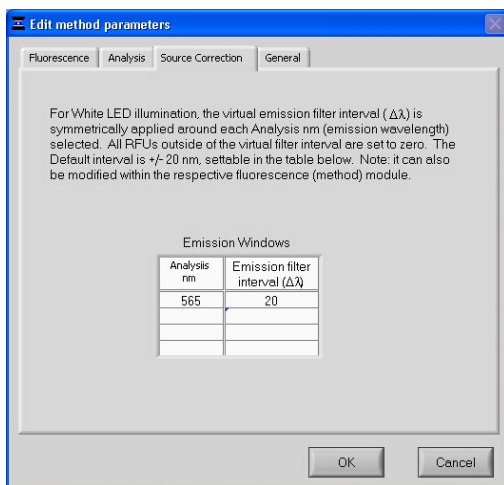 Edit method parameters
Fluorescence Analysis Source Correction General
For White LED illumination, the virtual emission filter interval (Δλ) is
symmetrically applied around each Analysis nm (emission wavelength)
selected. All RFUs outside of the virtual filter interval are set to zero. The
Default interval is +/- 20 nm, settable in the table below. Note: it can also
be modified within the respective fluorescence (method) module.
Emission Windows
Analysiis Emission filter
nm interval (Δλ)
565 20
OK Cancel